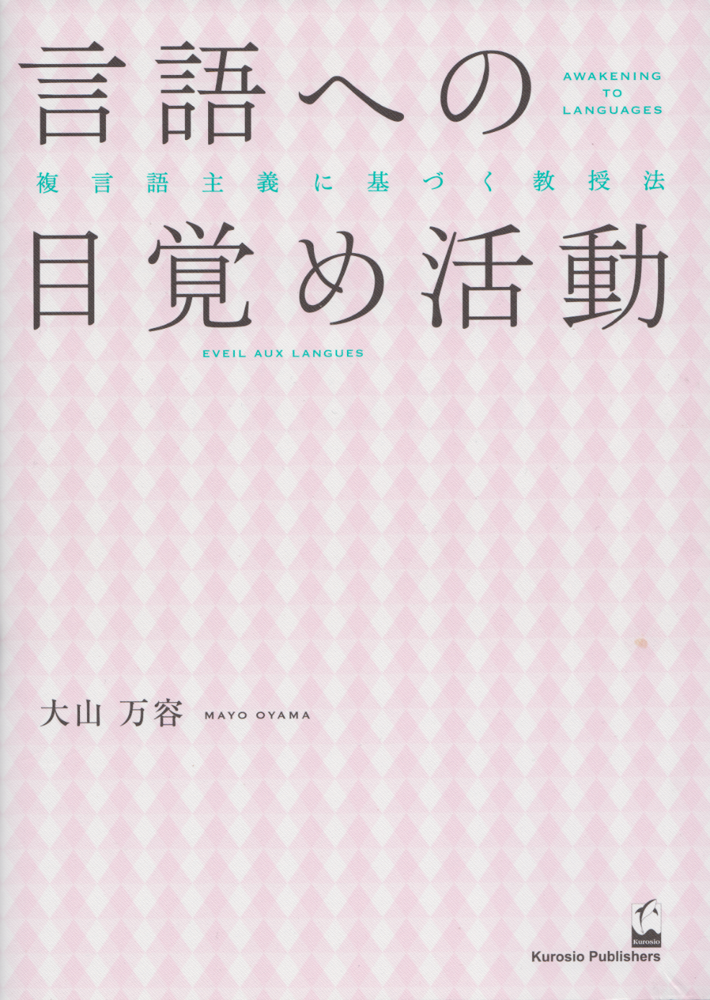 言語への
AWAKENING
TO
LANGUAGES
複言語主義に基づく教授法
目覚め活動
EVEIL AUX LANGUES
大山 万容 MAYO OYAMA
Kurosio
Kurosio Publishers